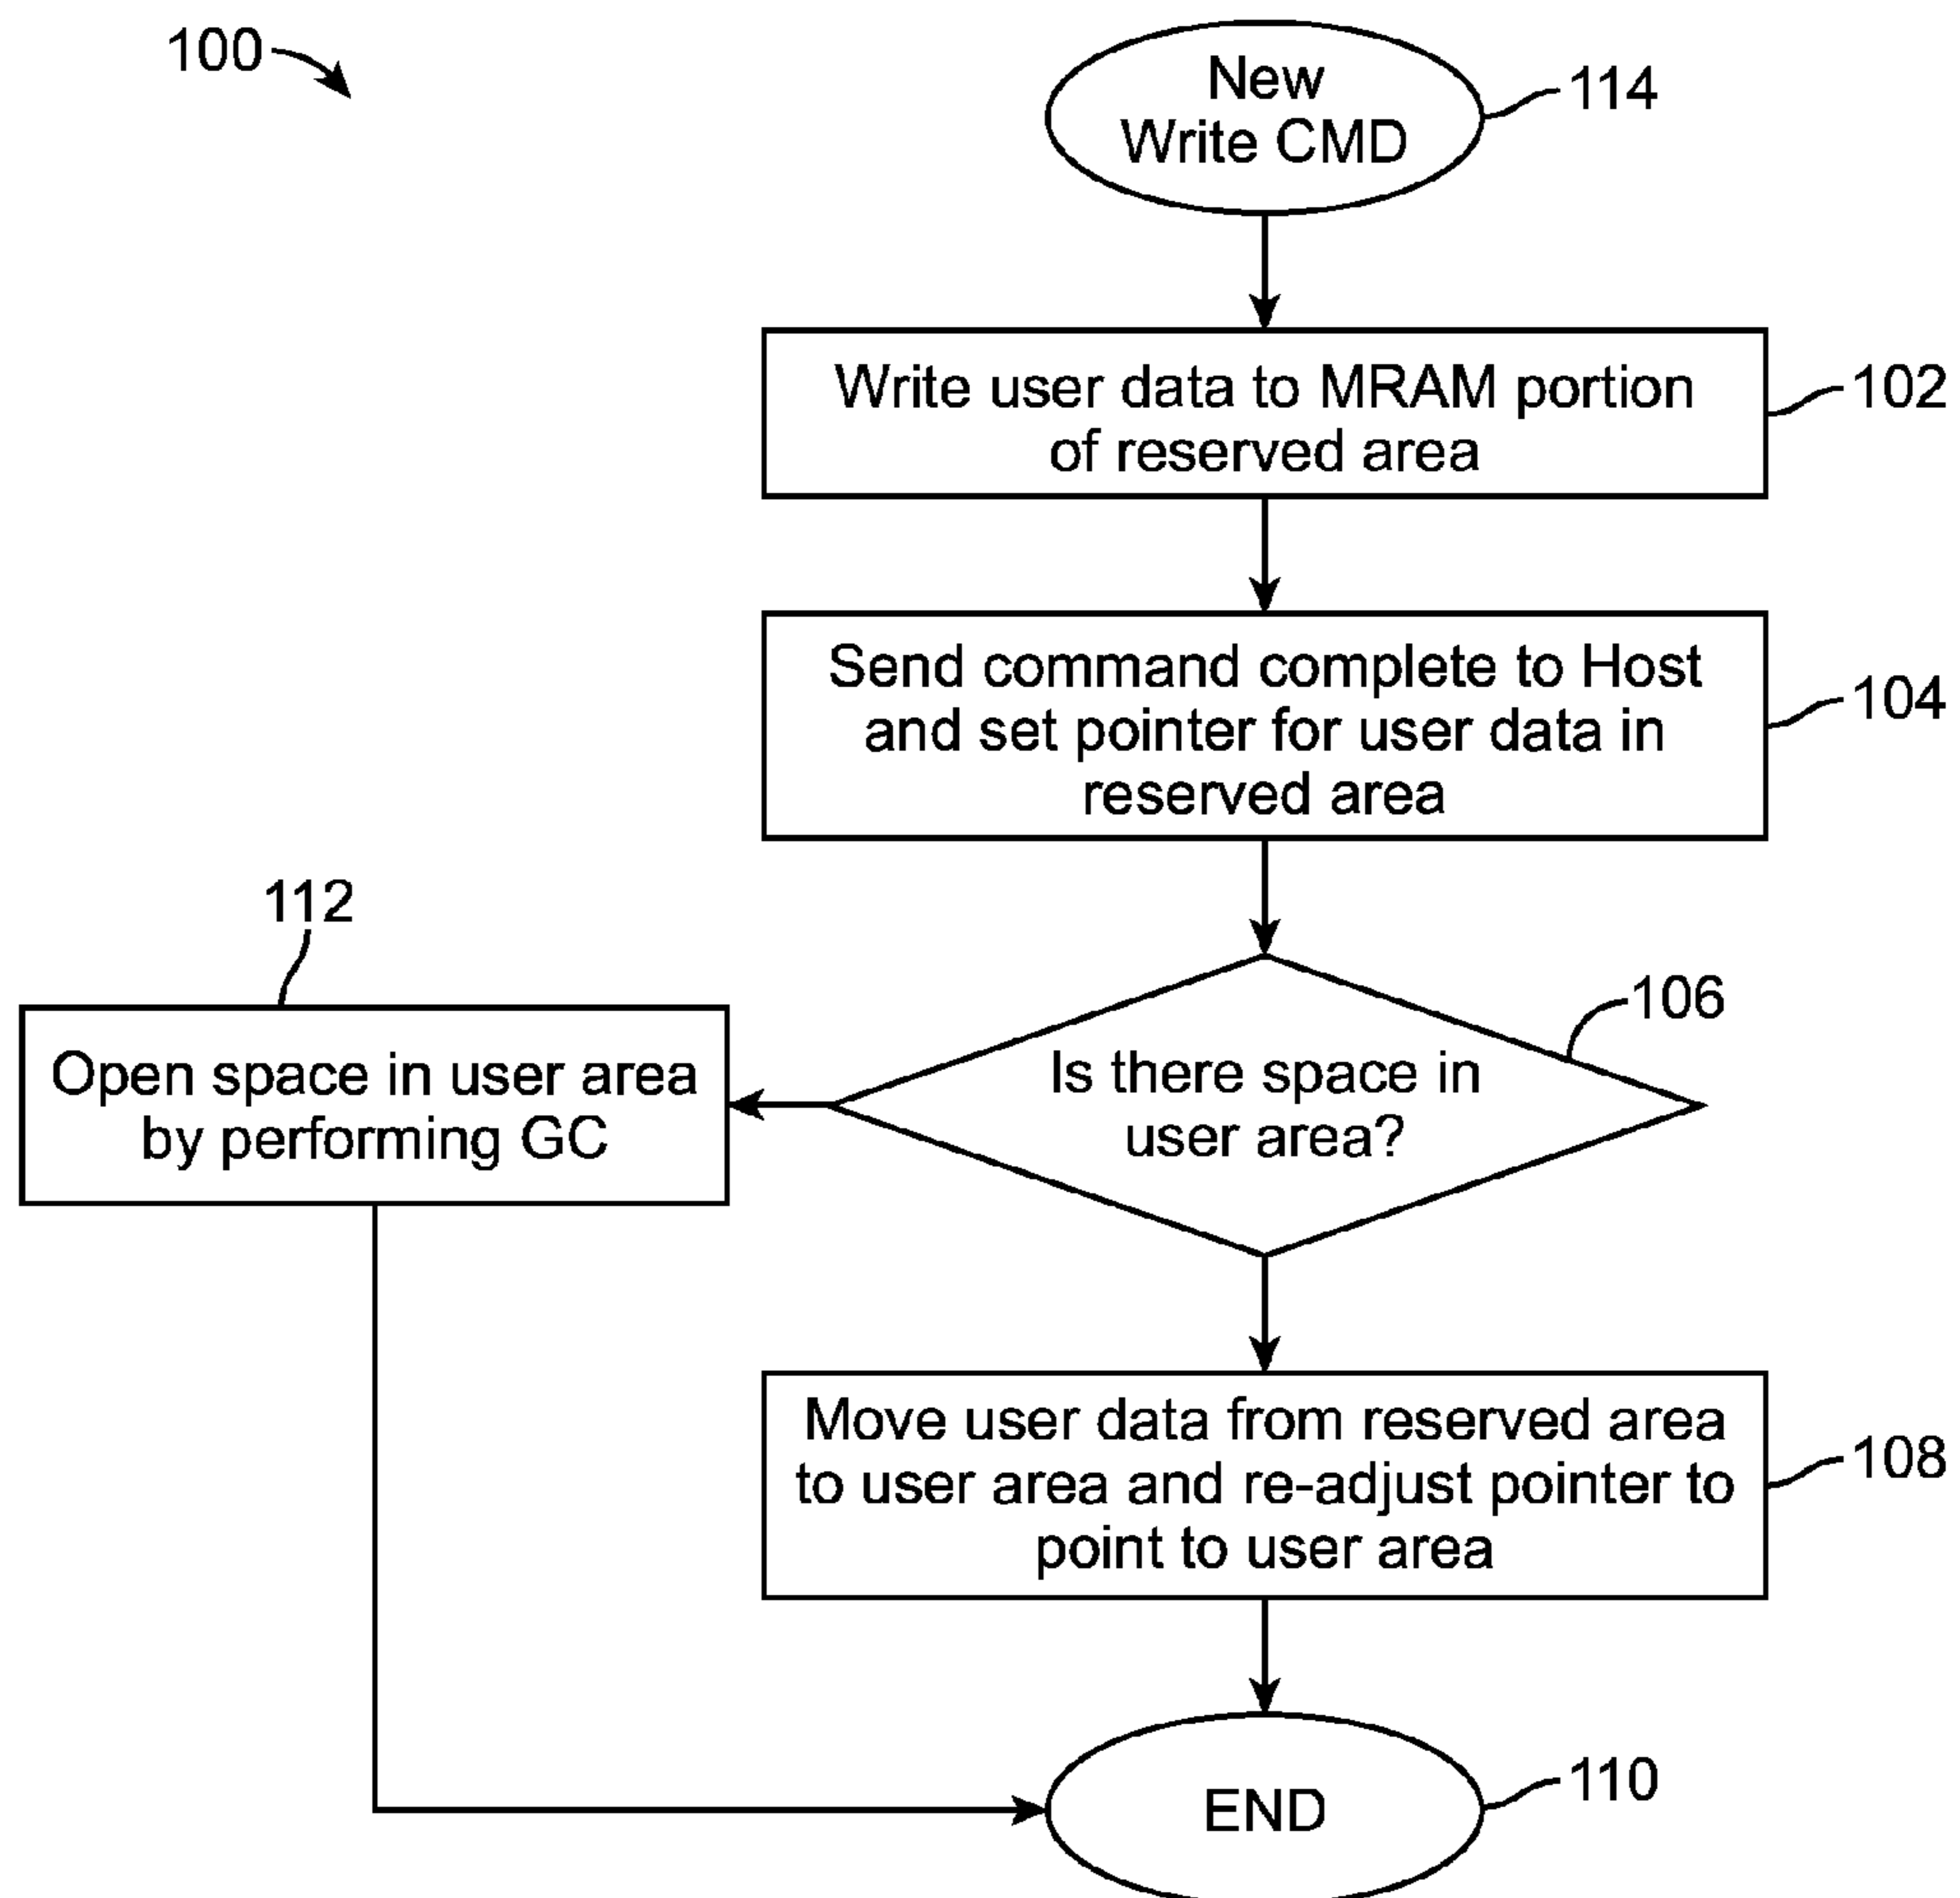 100
New
Write CMD
114
Write user data to MRAM portion
of reserved area
102
Send command complete to Host
and set pointer for user data in
reserved area
104
112
Open space in user area
by performing GC
106
Is there space in
user area?
Move user data from reserved area
to user area and re-adjust pointer to
point to user area
108
END
110